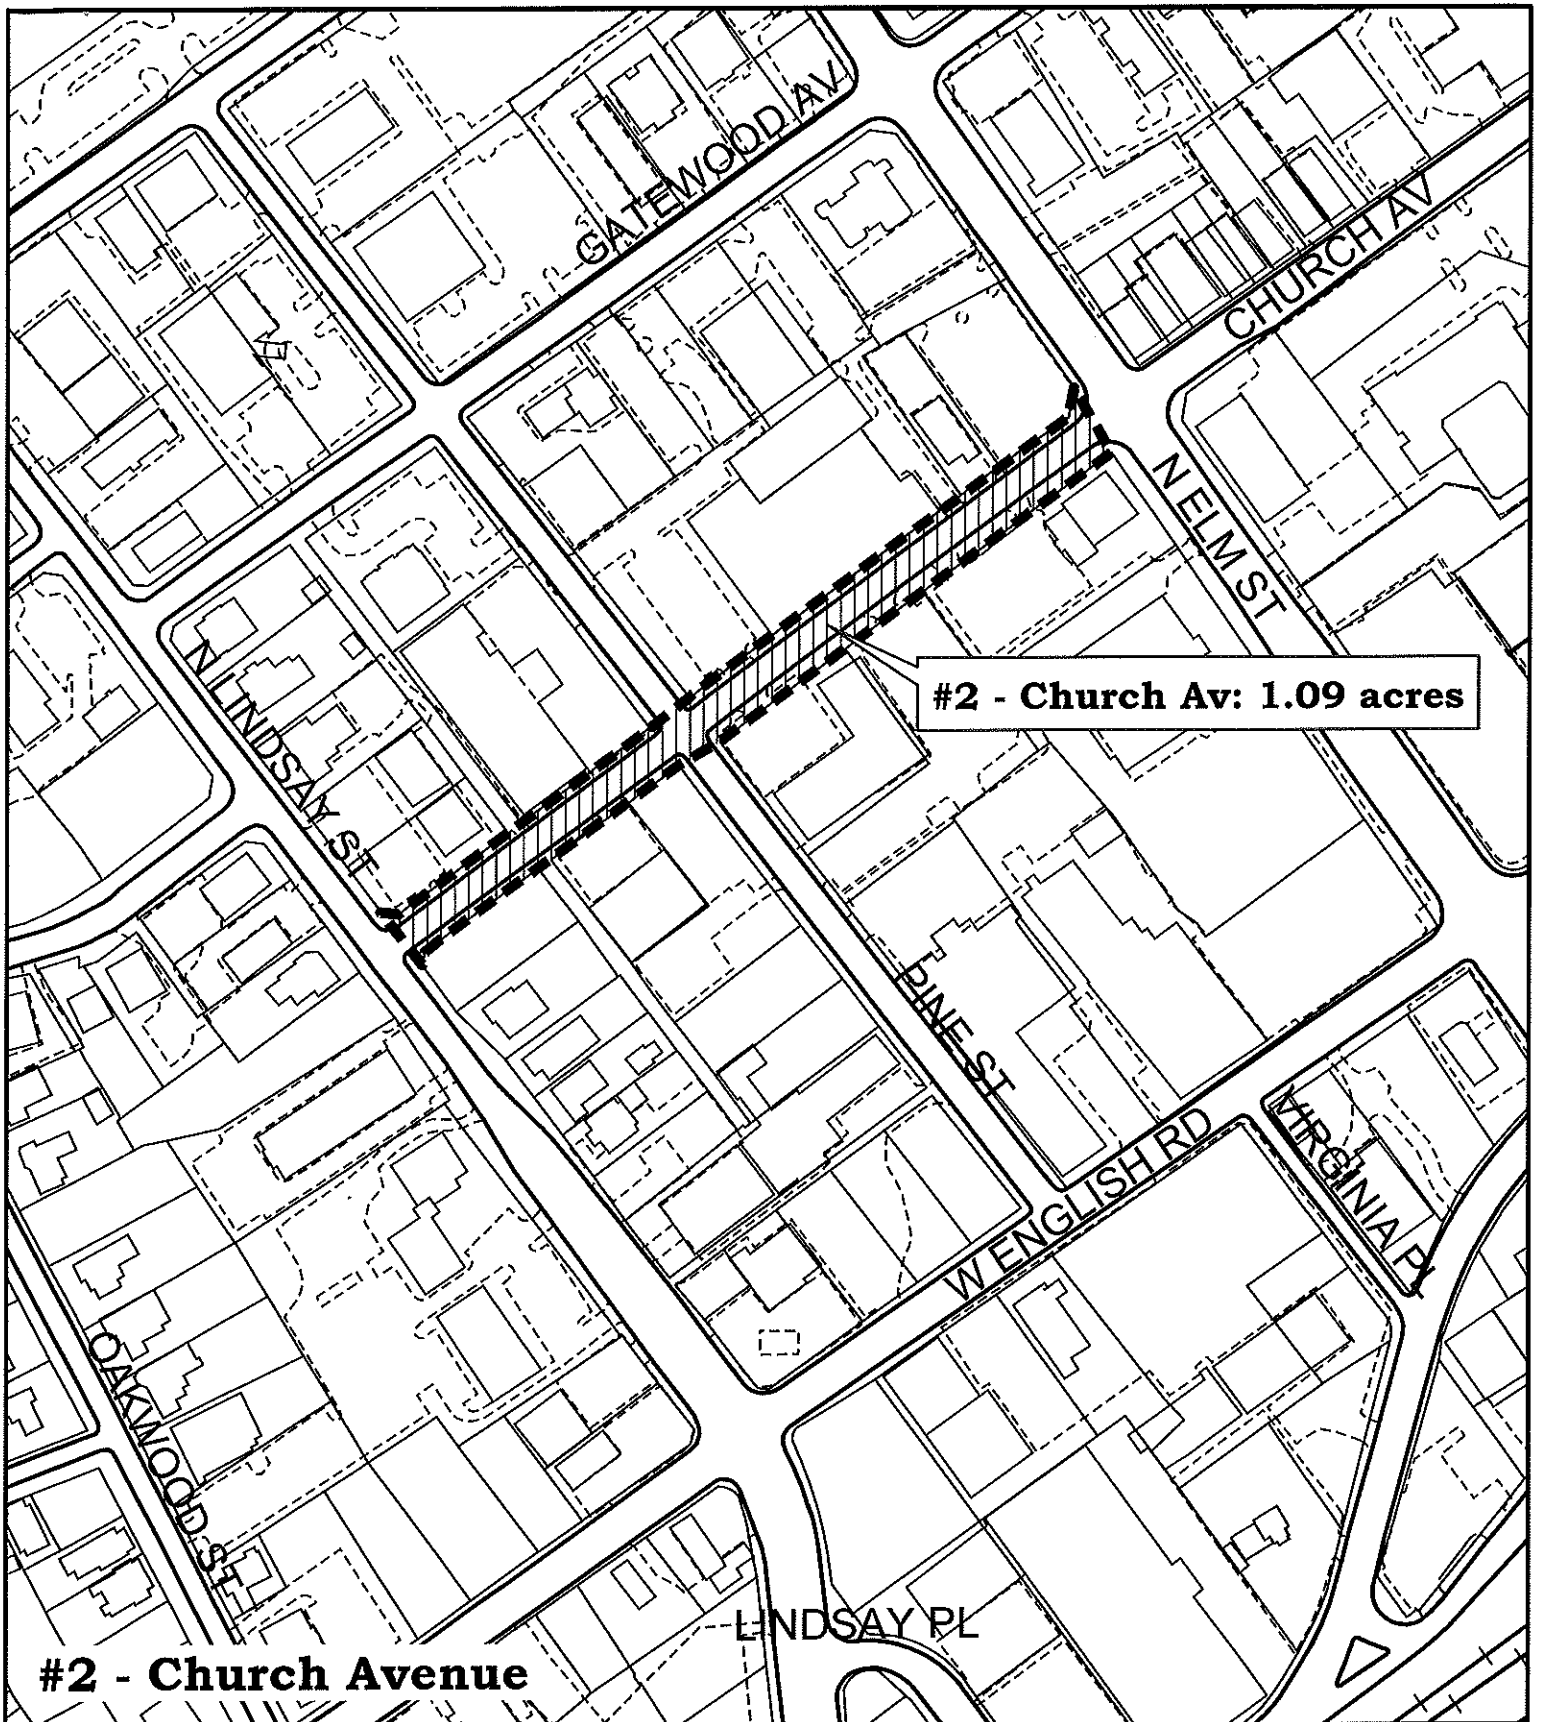 GATEWOOD AV
CHURCH AV
N ELM ST
N LINDSAY ST
#2 - Church Av: 1.09 acres
PINE ST
W ENGLISH RD
VIRGINIA PL
OAKWOOD ST
LINDSAY PL
#2 - Church Avenue